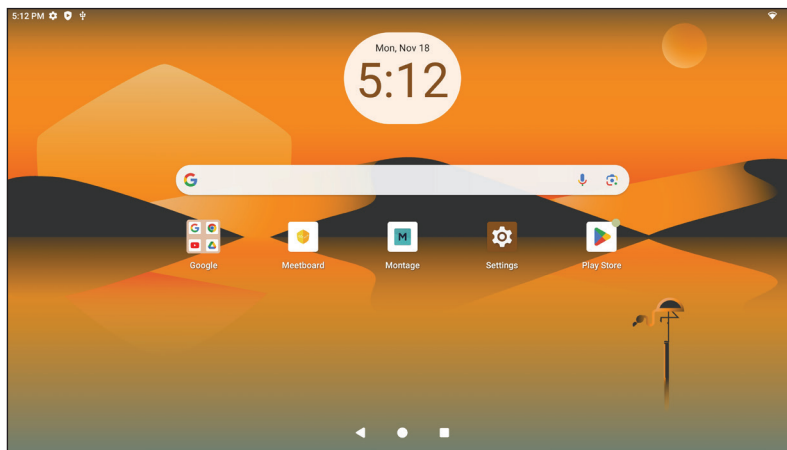 5:12 PM
Mon, Nov 18
5:12
Google
Meetboard
M
Montage
Settings
Play Store